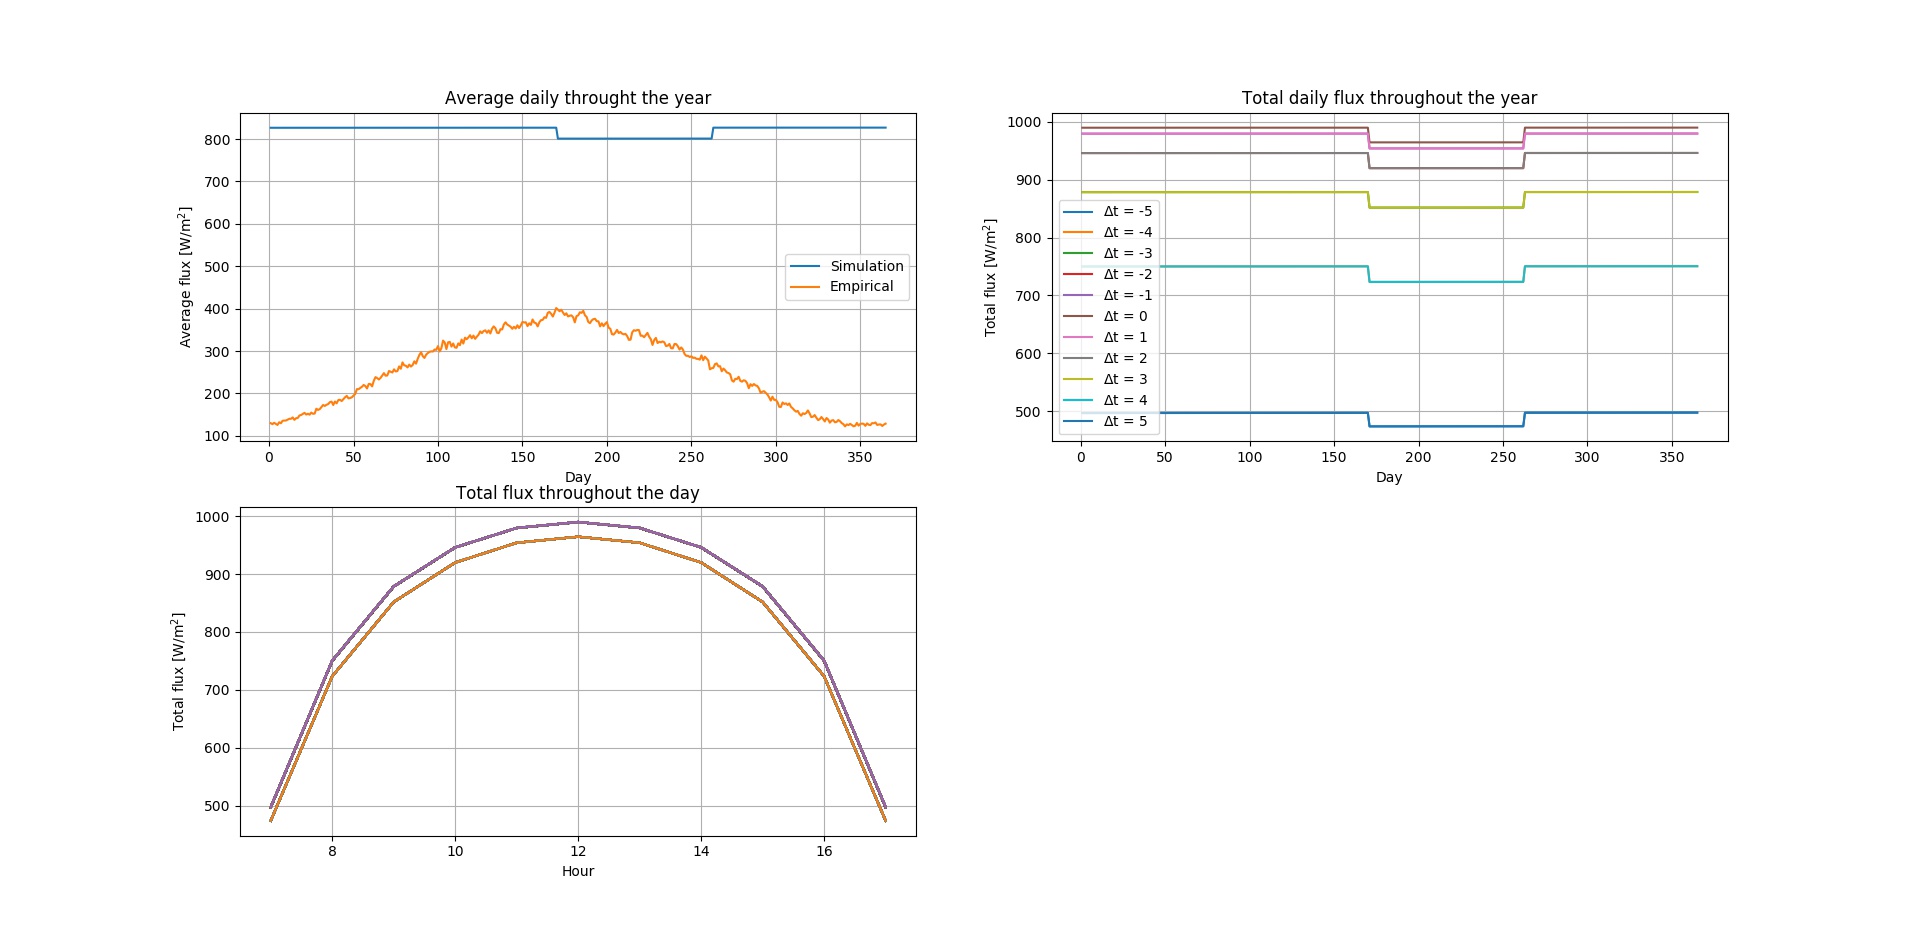 Average daily throught the year
Average flux [W/m²]
800
700
600
500
400
300
200
100
Simulation
Empirical
0 50 100 150 200 250 300 350
Day
Total daily flux throughout the year
Total flux [W/m²]
1000
900
800
700
600
500
Δt = -5
Δt = -4
Δt = -3
Δt = -2
Δt = -1
Δt = 0
Δt = 1
Δt = 2
Δt = 3
Δt = 4
Δt = 5
0 50 100 150 200 250 300 350
Day
Total flux throughout the day
Total flux [W/m²]
1000
900
800
700
600
500
8 10 12 14 16
Hour